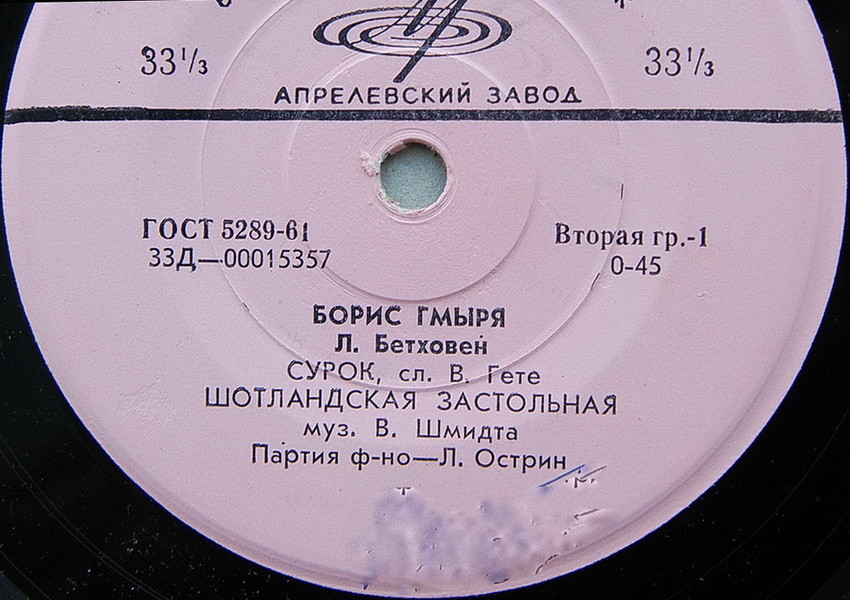 33⅓ 33⅓
АПРЕЛЕВСКИЙ ЗАВОД
ГОСТ 5289-61 Вторая гр.-1
33Д—00015357 0-45
БОРИС ГМЫРЯ
Л. Бетховен
СУРОК, сл. В. Гете
ШОТЛАНДСКАЯ ЗАСТОЛЬНАЯ
муз. В. Шмидта
Партия ф-но—Л. Острин